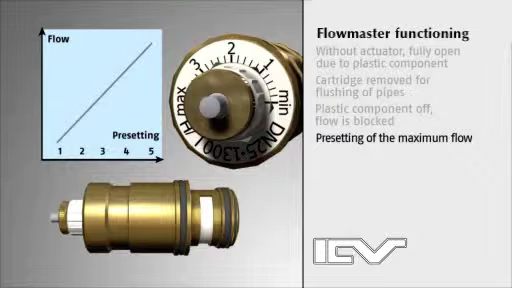 Flow
Presetting
1 2 3 4 5
3 2 1
max
min
DN25·1300 l/H
Flowmaster functioning
Without actuator, fully open
due to plastic component
Cartridge removed for
flushing of pipes
Plastic component off,
flow is blocked
Presetting of the maximum flow
ICV